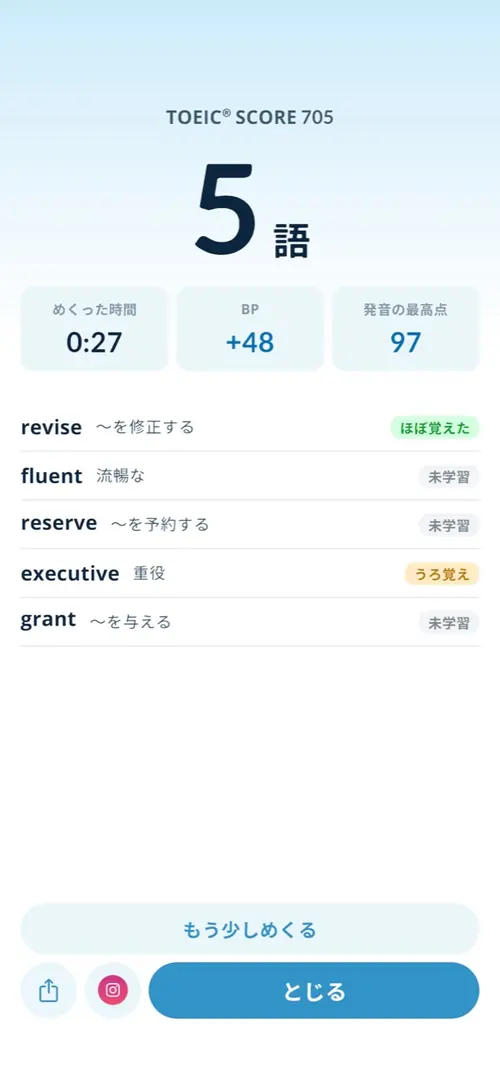 TOEIC® SCORE 705
5 語
めくった時間 BP 発音の最高点
0:27 +48 97
revise ～を修正する ほぼ覚えた
fluent 流暢な 未学習
reserve ～を予約する 未学習
executive 重役 うろ覚え
grant ～を与える 未学習
もう少しめくる
とじる